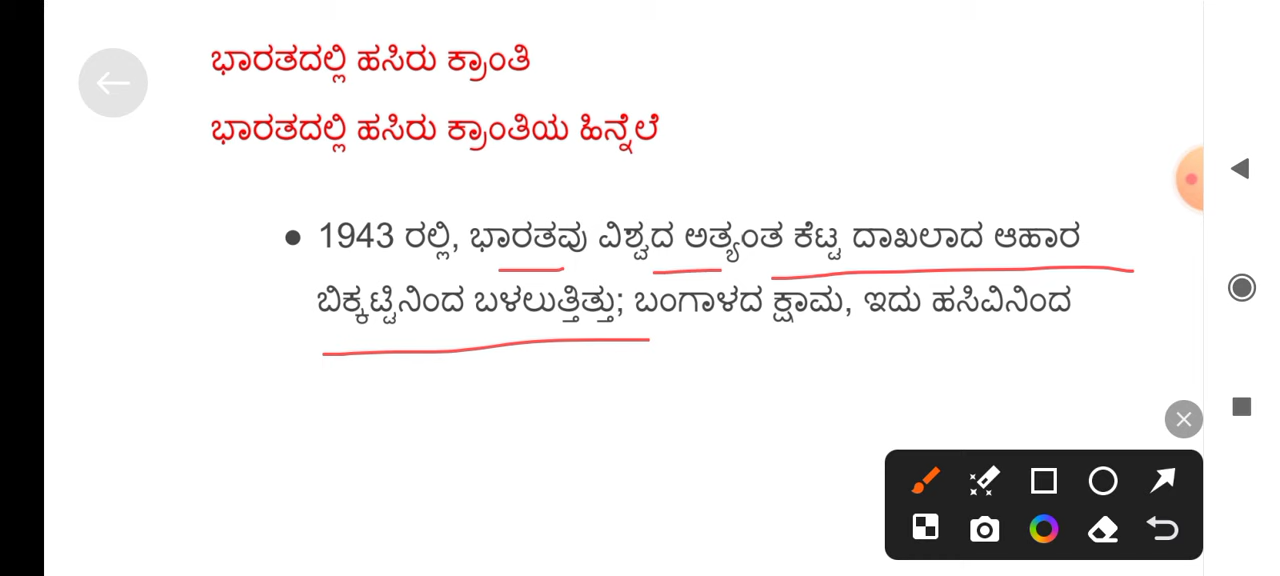 ಭಾರತದಲ್ಲಿ ಹಸಿರು ಕ್ರಾಂತಿ
ಭಾರತದಲ್ಲಿ ಹಸಿರು ಕ್ರಾಂತಿಯ ಹಿನ್ನೆಲೆ
● 1943 ರಲ್ಲಿ, ಭಾರತವು ವಿಶ್ವದ ಅತ್ಯಂತ ಕೆಟ್ಟ ದಾಖಲಾದ ಆಹಾರ
ಬಿಕ್ಕಟ್ಟಿನಿಂದ ಬಳಲುತ್ತಿತ್ತು; ಬಂಗಾಳದ ಕ್ಷಾಮ, ಇದು ಹಸಿವಿನಿಂದ